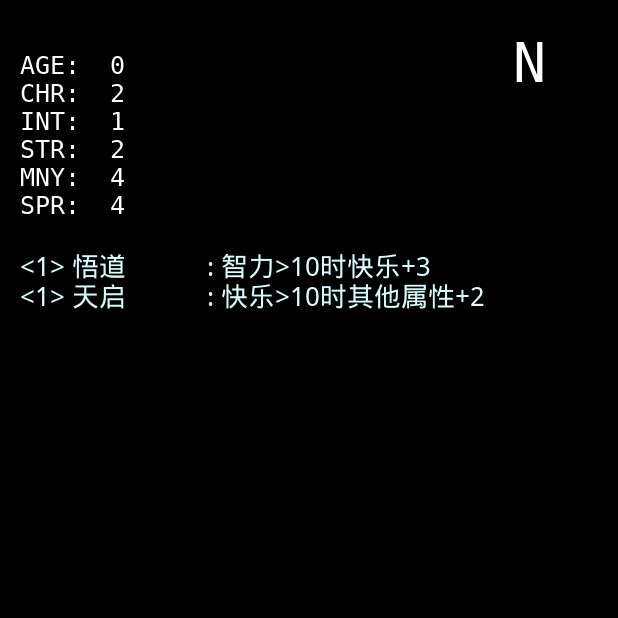 N
AGE: 0
CHR: 2
INT: 1
STR: 2
MNY: 4
SPR: 4
<1> 悟道 : 智力>10时快乐+3
<1> 天启 : 快乐>10时其他属性+2